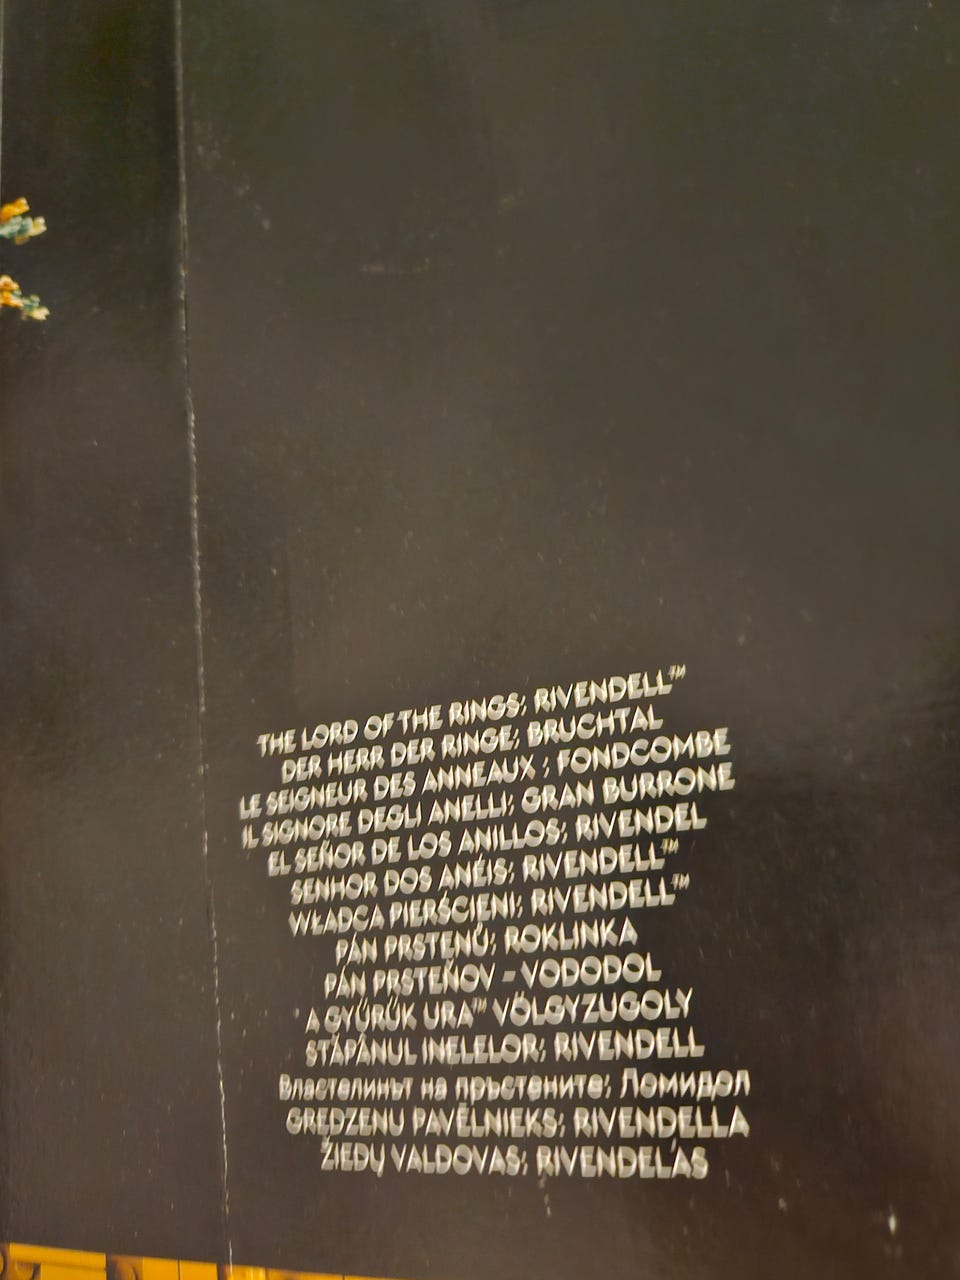 THE LORD OF THE RINGS: RIVENDELL™
DER HERR DER RINGE: BRUCHTAL
LE SEIGNEUR DES ANNEAUX : FONDCOMBE
IL SIGNORE DEGLI ANELLI: GRAN BURRONE
EL SEÑOR DE LOS ANILLOS: RIVENDEL
SENHOR DOS ANÉIS: RIVENDELL™
WŁADCA PIERŚCIENI: RIVENDELL™
PÁN PRSTENŮ: ROKLINKA
PÁN PRSTEŇOV – VODODOL
A GYŰRŰK URA™ VÖLGYZUGOLY
STĂPÂNUL INELELOR: RIVENDELL
Властелинът на пръстените: Ломидол
GREDZENU PAVĒLNIEKS: RIVENDELLA
ŽIEDŲ VALDOVAS: RIVENDEL'AS